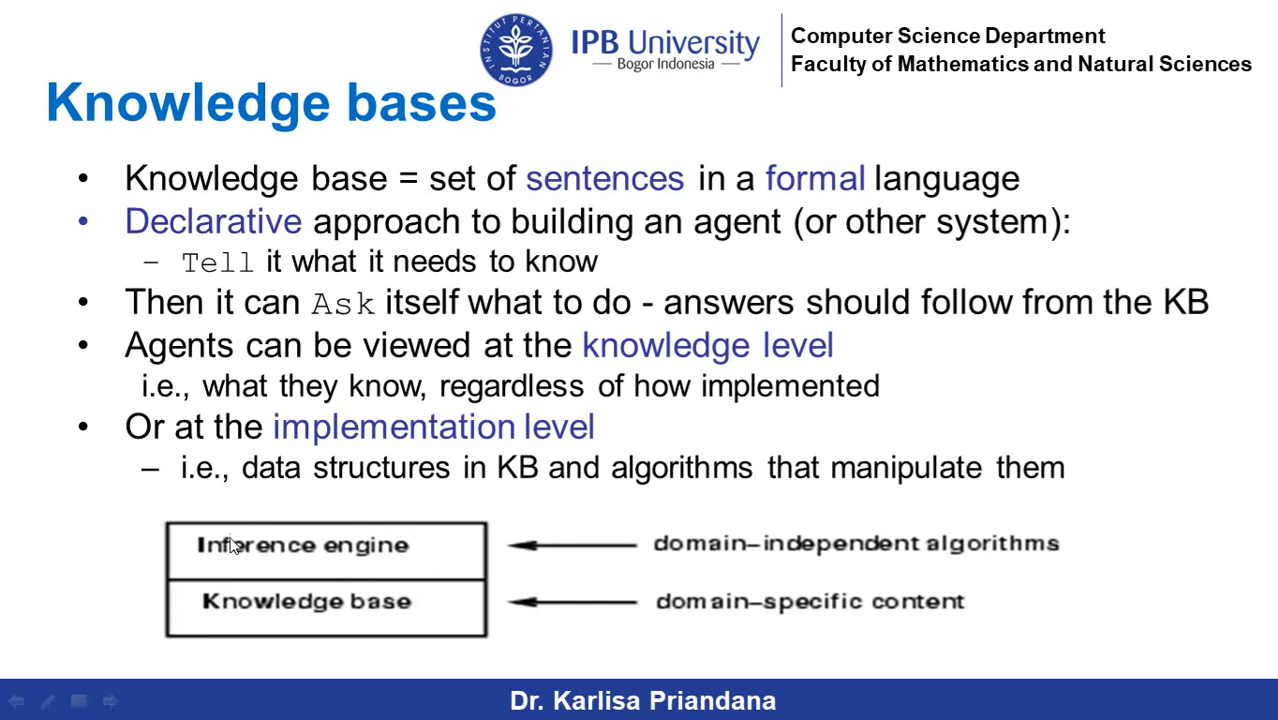 INSTITUT PERTANIAN
BOGOR
IPB University
Bogor Indonesia
Computer Science Department
Faculty of Mathematics and Natural Sciences
Knowledge bases
• Knowledge base = set of sentences in a formal language
• Declarative approach to building an agent (or other system):
– Tell it what it needs to know
• Then it can Ask itself what to do - answers should follow from the KB
• Agents can be viewed at the knowledge level
i.e., what they know, regardless of how implemented
• Or at the implementation level
– i.e., data structures in KB and algorithms that manipulate them
Inference engine
domain–independent algorithms
Knowledge base
domain–specific content
Dr. Karlisa Priandana